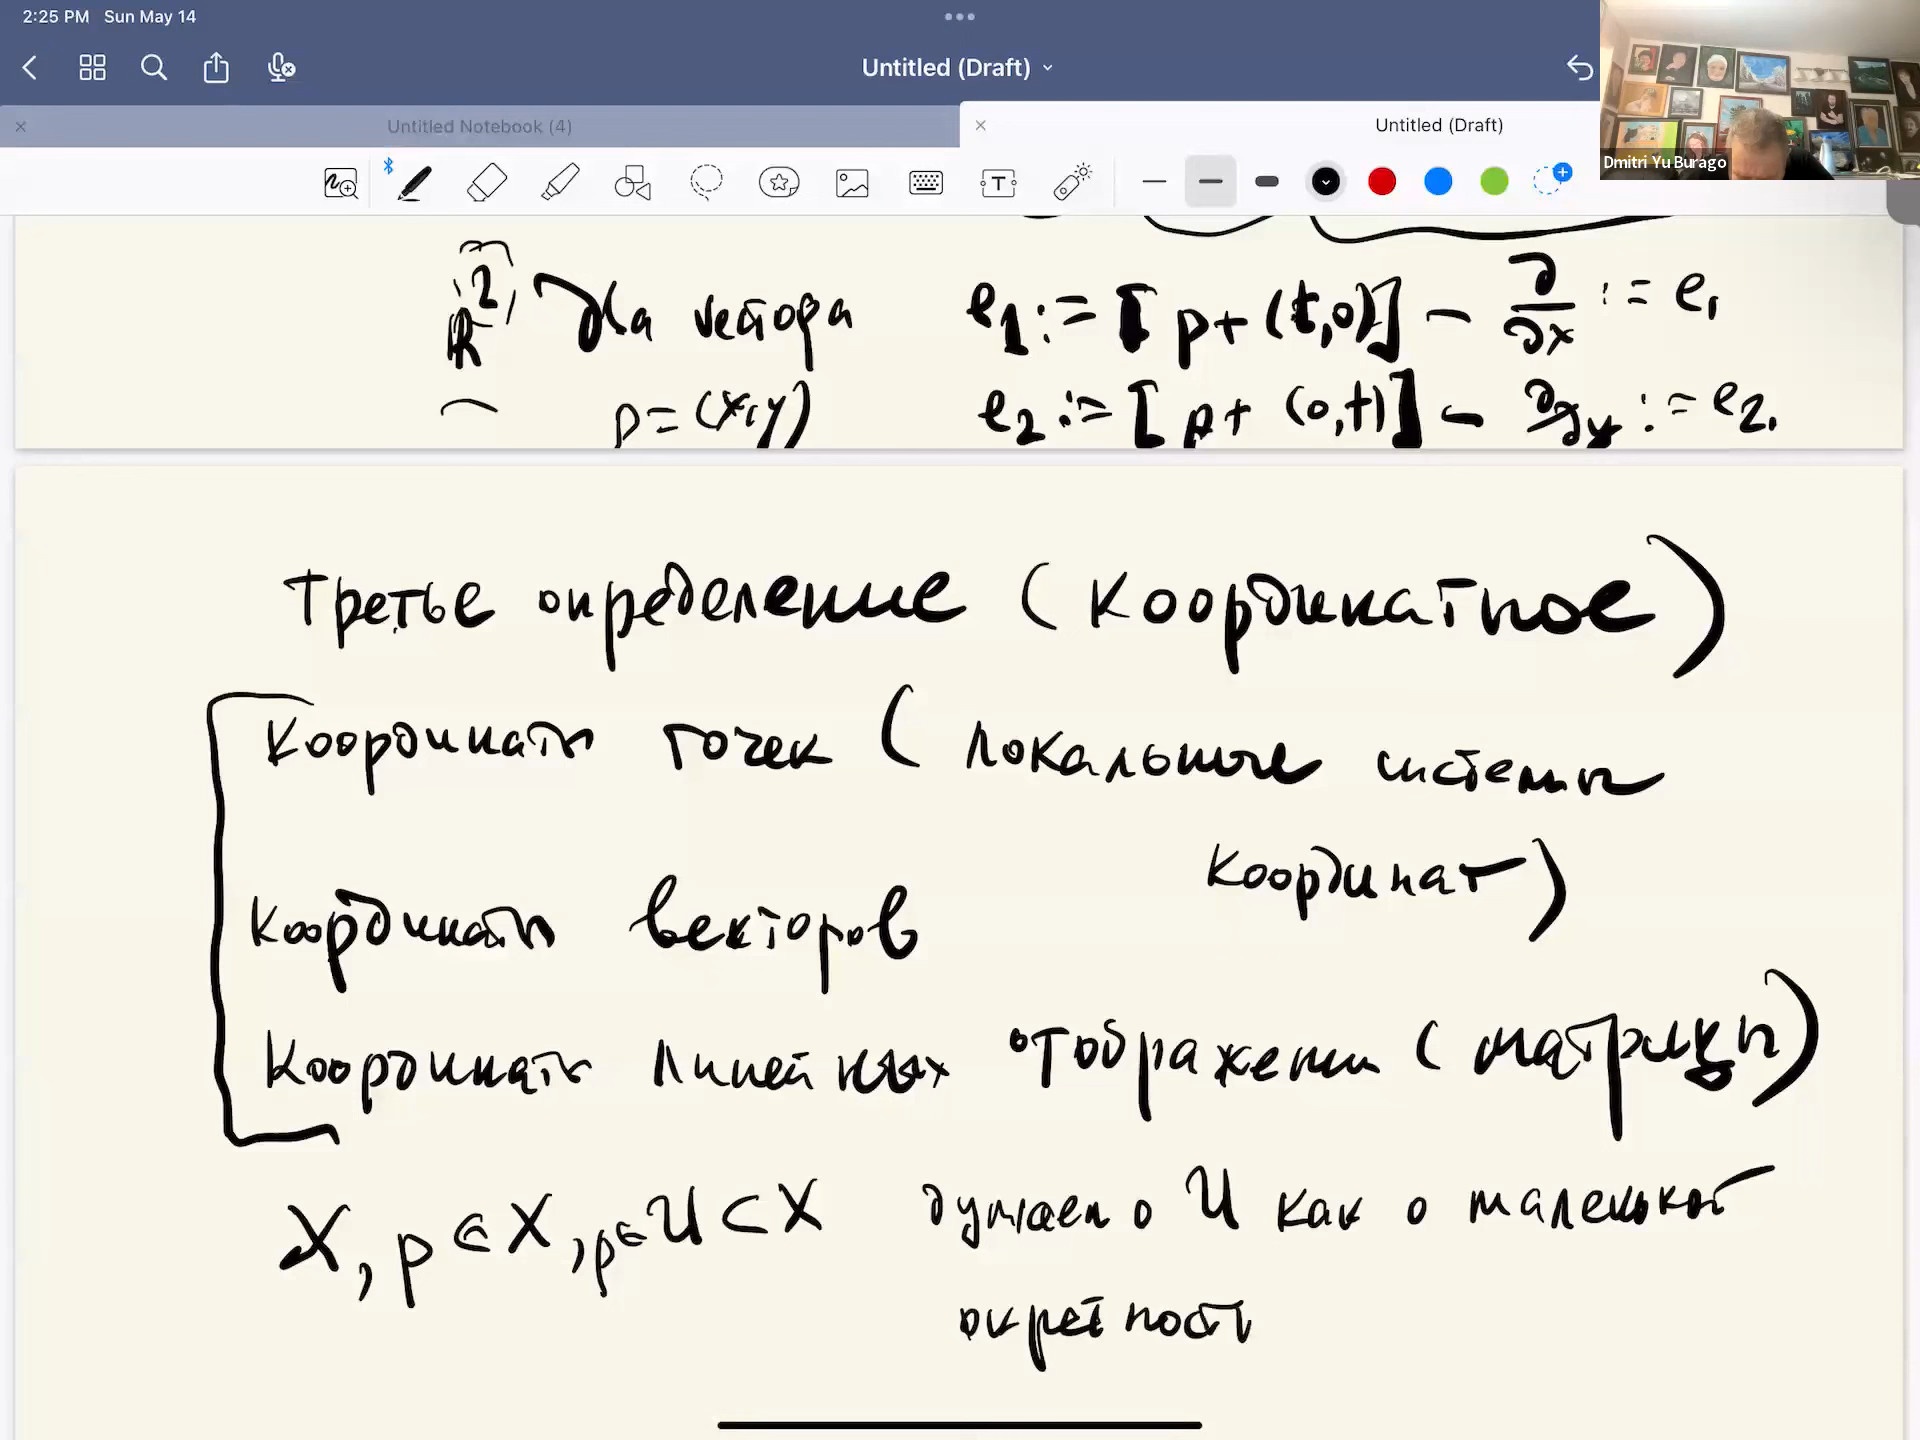 2:25 PM Sun May 14
Untitled (Draft)
Untitled Notebook (4)
Untitled (Draft)
Dmitri Yu Burago
ℝ², два вектора e₁ := [p + (t,0)] – ∂/∂x := e₁
p = (x,y) e₂ := [p + (0,t)] – ∂/∂y := e₂.
Третье определение (координатное)
Координаты точек (локальные системы
координат)
Координаты векторов
Координаты линейных отображени (матрицы)
X, p ∈ X, p ∈ U ⊂ X думаем о U как о маленькой
окрестность